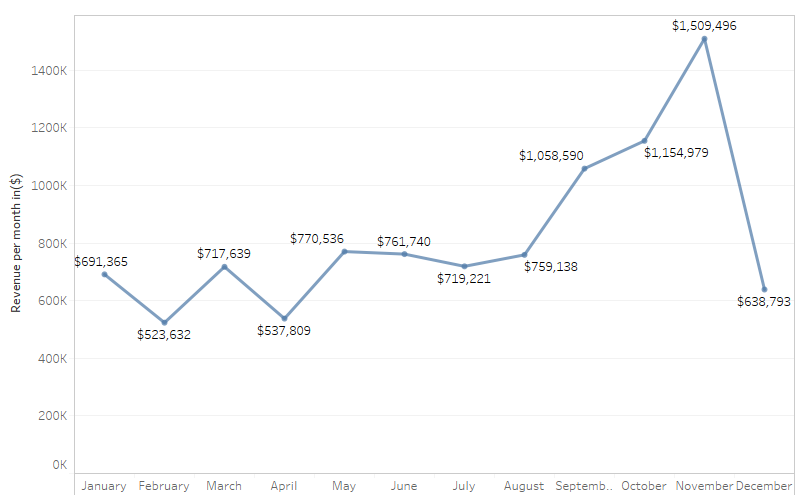 $1,509,496
1400K
1200K
$1,058,590
$1,154,979
1000K
Revenue per month in($)
800K
$770,536
$761,740
$717,639
$691,365
$759,138
$719,221
600K
$638,793
$523,632
$537,809
400K
200K
0K
January February March April May June July August Septemb.. October November December